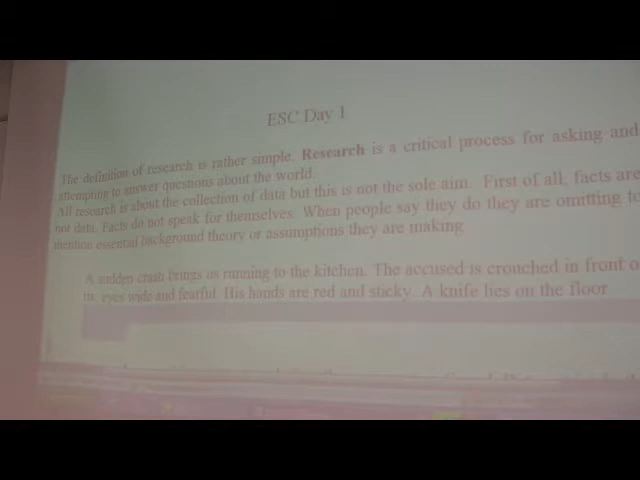 ESC Day 1
The definition of research is rather simple. Research is a critical process for asking and
attempting to answer questions about the world.
All research is about the collection of data but this is not the sole aim. First of all, facts are
not data. Facts do not speak for themselves. When people say they do they are omitting to
mention essential background theory or assumptions they are making
A sudden crash brings us running to the kitchen. The accused is crouched in front o
us, eyes wide and fearful. His hands are red and sticky. A knife lies on the floor